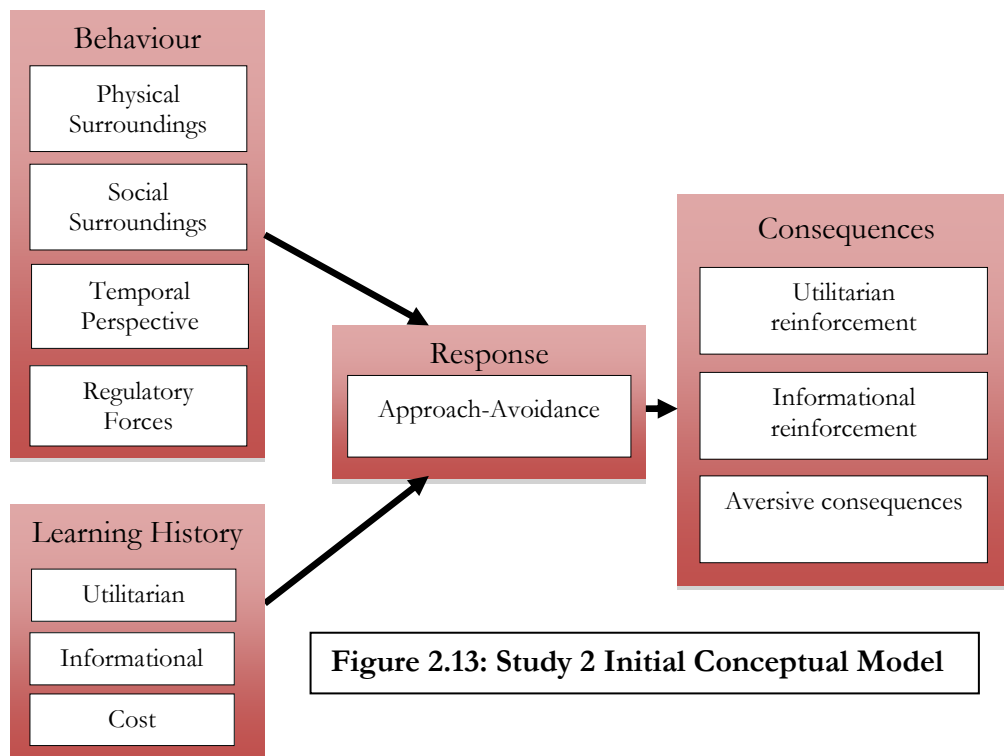 Behaviour
Physical
Surroundings
Social
Surroundings
Temporal
Perspective
Regulatory
Forces
Learning History
Utilitarian
Informational
Cost
Response
Approach-Avoidance
Consequences
Utilitarian
reinforcement
Informational
reinforcement
Aversive consequences
Figure 2.13: Study 2 Initial Conceptual Model